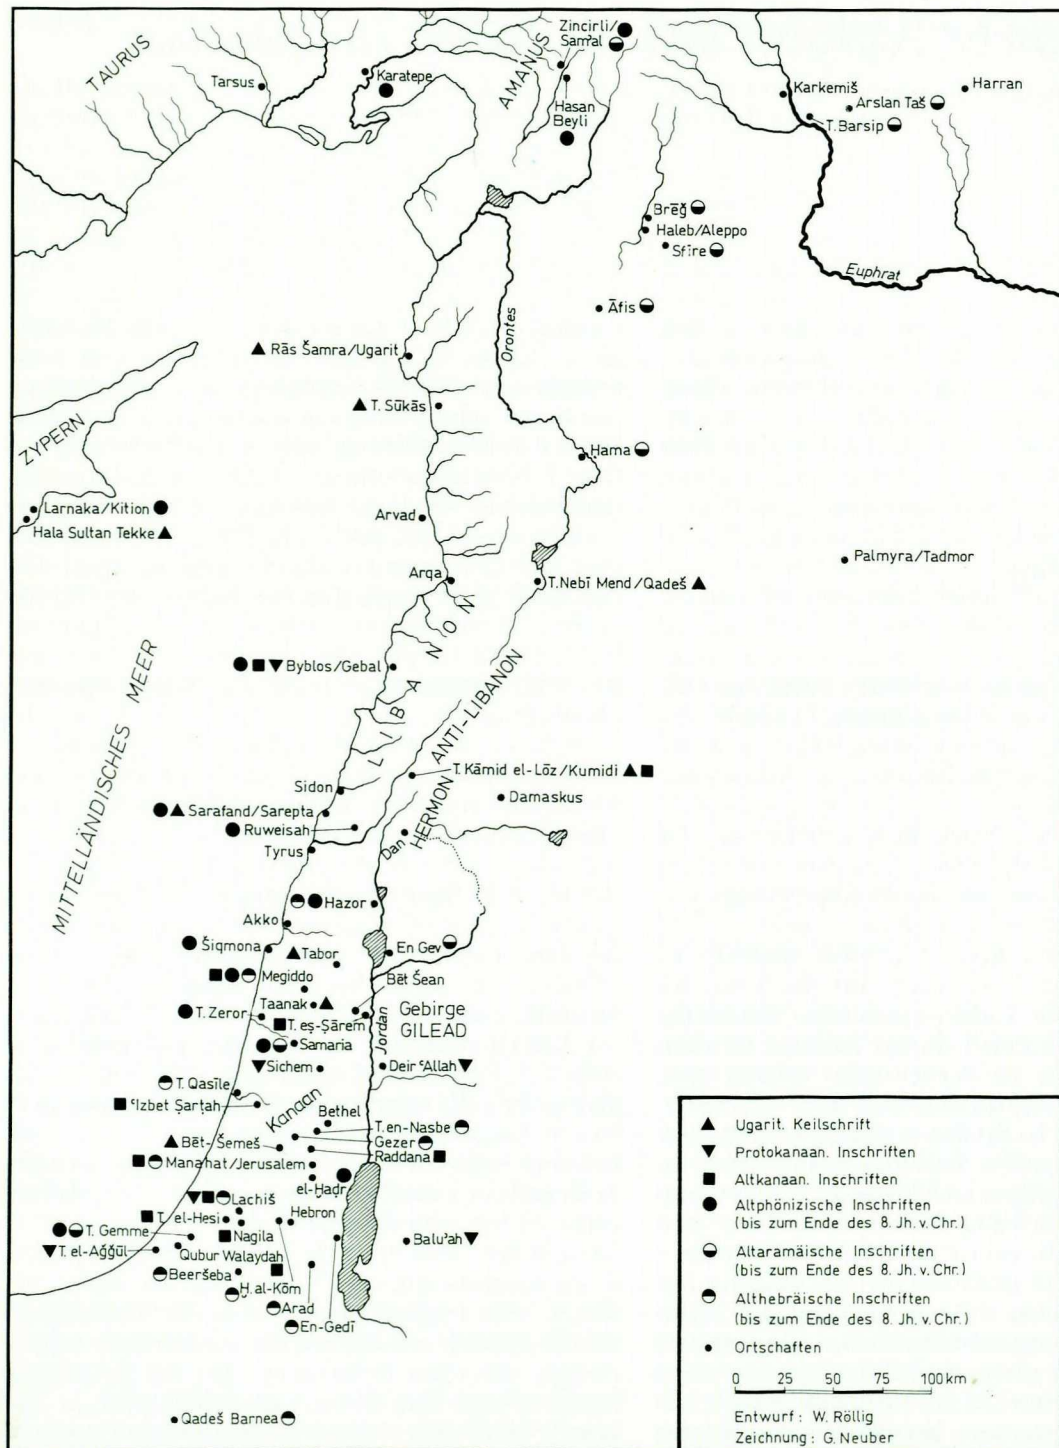 TAURUS
Tarsus
Karatepe
AMANUS
Zincirli/
Samʾal
Hasan
Beyli
Karkemiš
Harran
Arslan Taš
T. Barsip
Brēğ
Haleb/Aleppo
Sfīre
Euphrat
Āfis
Orontes
Rās Šamra/Ugarit
T. Sūkās
ZYPERN
Hama
Larnaka/Kition
Hala Sultan Tekke
Arvad
Palmyra/Tadmor
Arqa
T. Nebī Mend/Qadeš
LIBANON
Byblos/Gebal
MITTELLÄNDISCHES MEER
ANTI-LIBANON
T. Kāmid el-Lōz/Kumidi
Sidon
Damaskus
HERMON
Sarafand/Sarepta
Ruweisah
Dan
Tyrus
Hazor
Akko
Šiqmona
Tabor
En Gev
Megiddo
Bēt Šean
Taanak
T. Zeror
T. eṣ-Ṣārem
Jordan
Gebirge
GILEAD
Samaria
Sichem
Deir ʿAllah
T. Qasīle
ʿIzbet Ṣarṭah
Kanaan
Bethel
T. en-Nasbe
Gezer
Bēt-Šemeš
Raddana
Manaḥat/Jerusalem
el-Ḫaḍr
Lachiš
T. el-Hesi
Hebron
T. Gemme
Nagila
T. el-Aǧǧūl
Qubur Walaydah
Baluʾah
Beeršeba
Ḫ. al-Kōm
Arad
En-Gedī
Qadeš Barnea
Ugarit. Keilschrift
Protokanaan. Inschriften
Altkanaan. Inschriften
Altphönizische Inschriften
(bis zum Ende des 8. Jh. v. Chr.)
Altaramäische Inschriften
(bis zum Ende des 8. Jh. v. Chr.)
Althebräische Inschriften
(bis zum Ende des 8. Jh. v. Chr.)
Ortschaften
0 25 50 75 100 km
Entwurf: W. Röllig
Zeichnung: G. Neuber